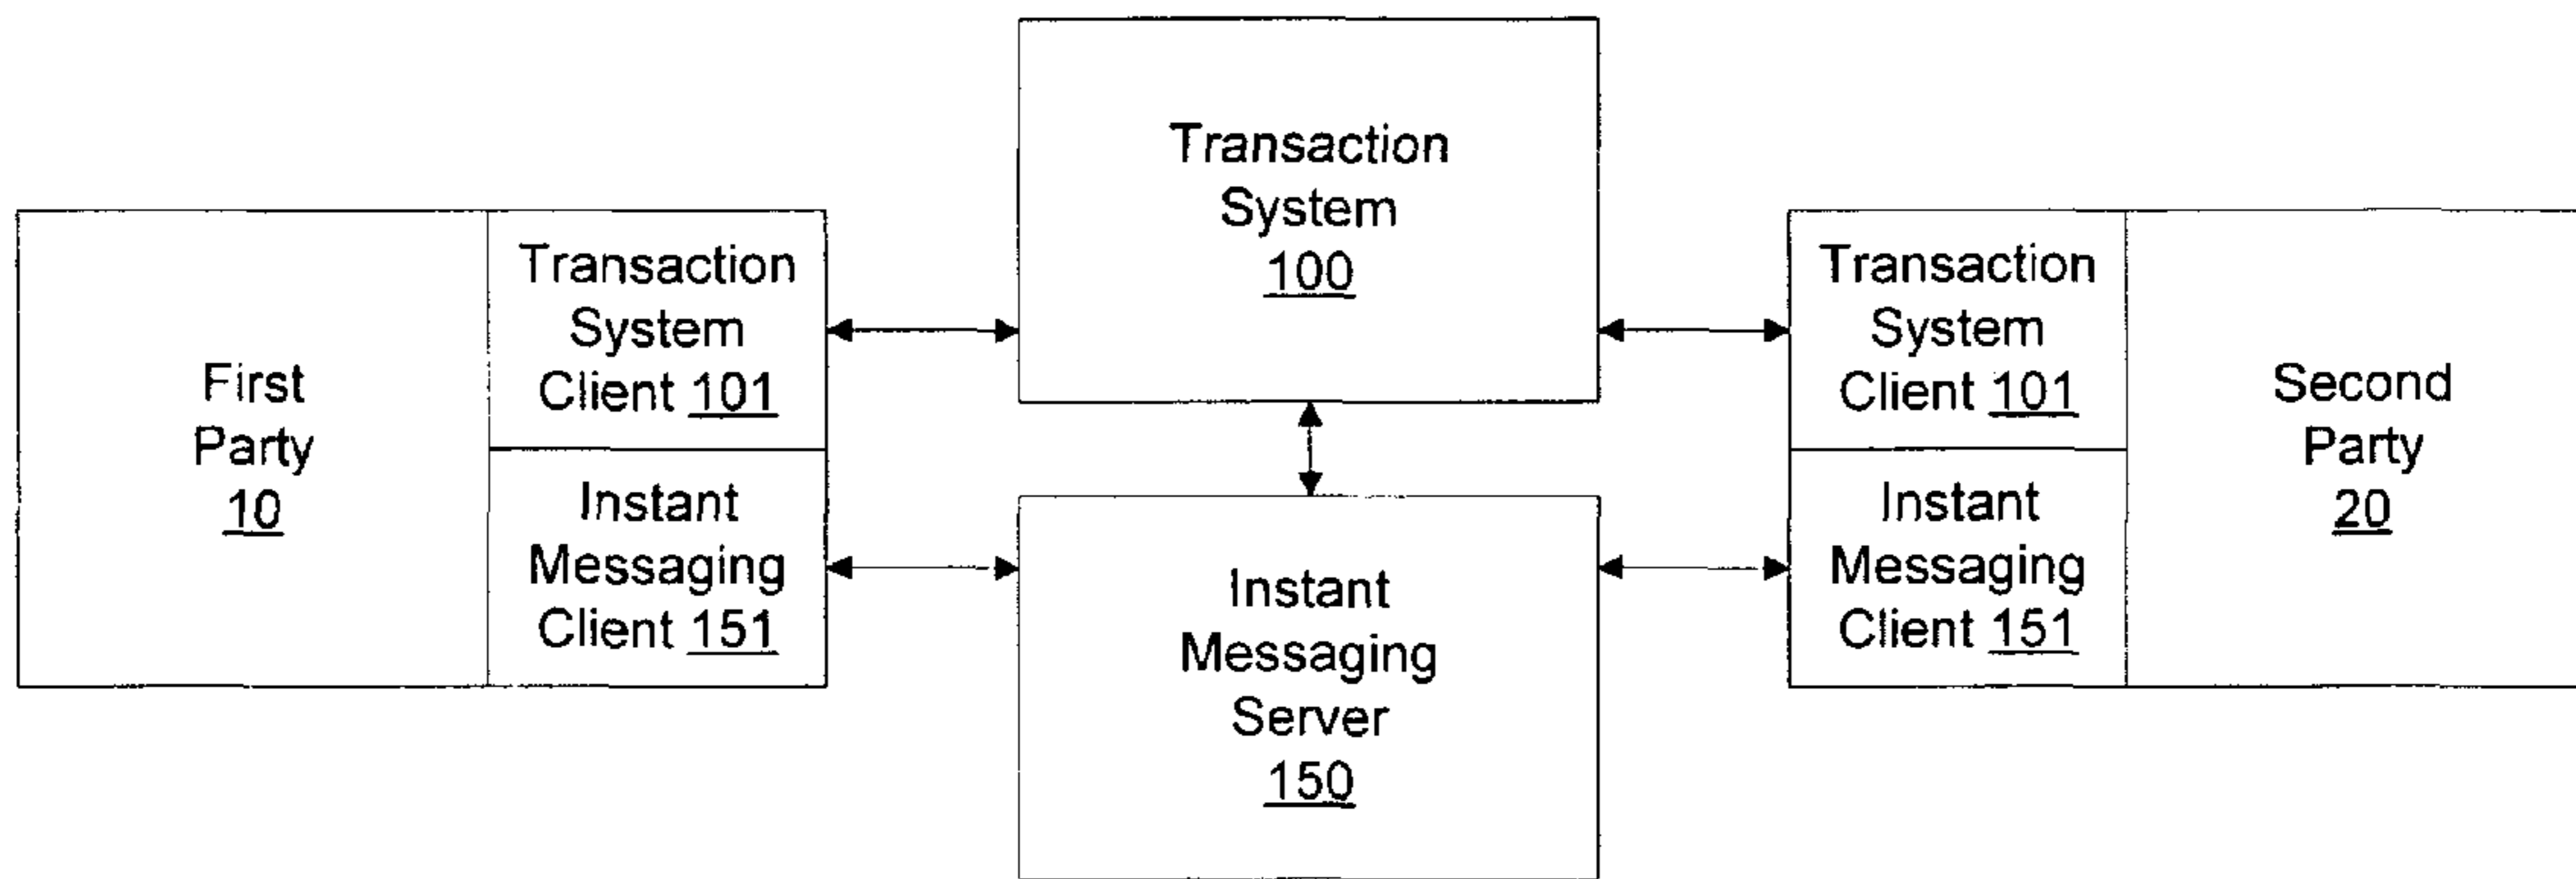 First
Party
10
Transaction
System
Client 101
Instant
Messaging
Client 151
Transaction
System
100
Instant
Messaging
Server
150
Transaction
System
Client 101
Instant
Messaging
Client 151
Second
Party
20